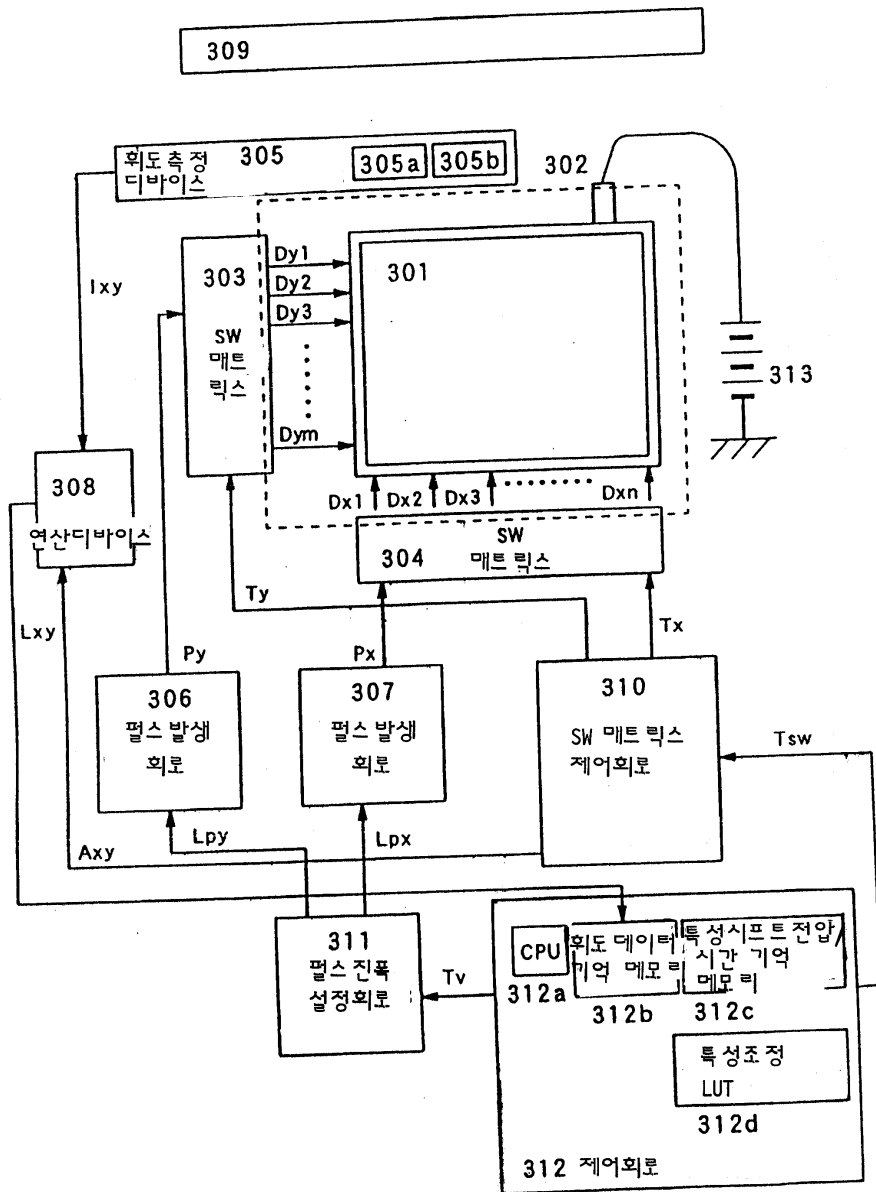 309
휘도측정
디바이스
305
305a
305b
302
303
SW
매트
릭스
Dy1
Dy2
Dy3
Dym
301
313
Ixy
308
연산디바이스
Dx1
Dx2
Dx3
Dxn
304
SW
매트릭스
Lxy
Ty
Tx
Py
Px
306
펄스발생
회로
307
펄스발생
회로
310
SW 매트릭스
제어회로
Tsw
Axy
Lpy
Lpx
311
펄스진폭
설정회로
Tv
CPU
312a
휘도데이터
기억 메모리
312b
특성시프트전압/
시간 기억
메모리
312c
특성조정
LUT
312d
312 제어회로